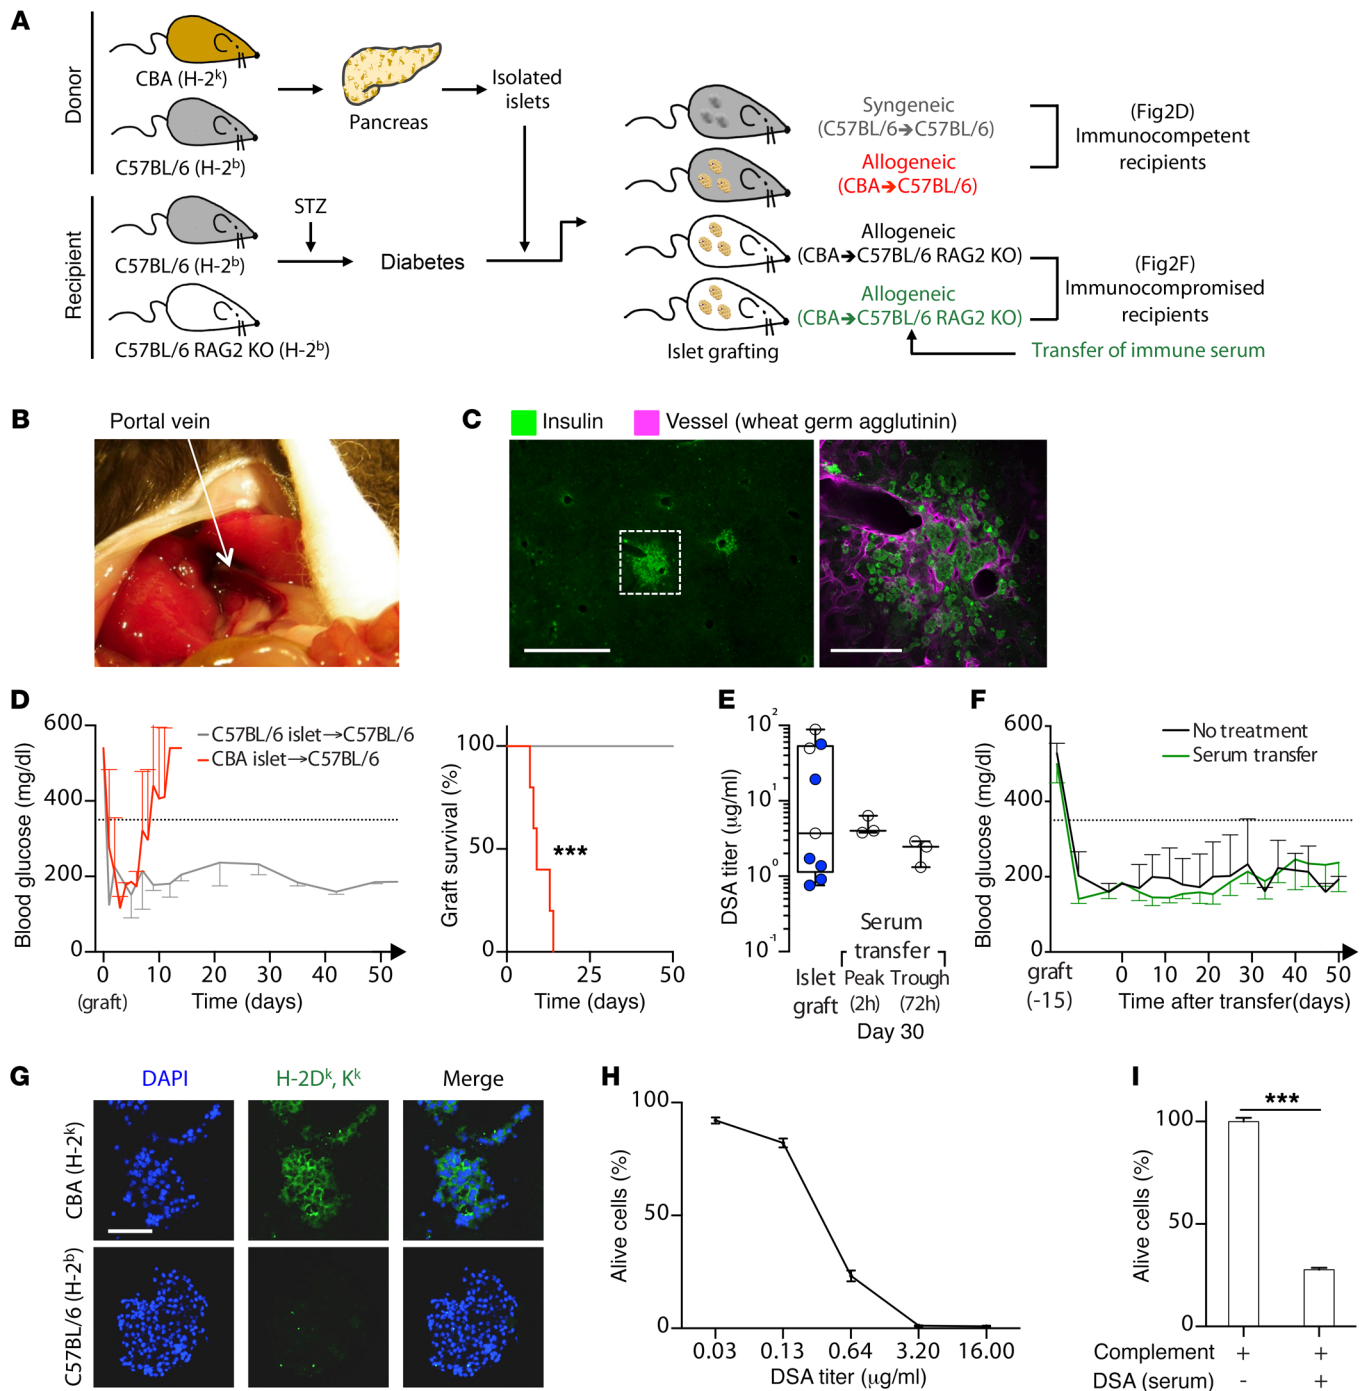 A
Donor
CBA (H-2k)
C57BL/6 (H-2b)
Pancreas
Isolated
islets
Recipient
STZ
C57BL/6 (H-2b)
Diabetes
C57BL/6 RAG2 KO (H-2b)
Syngeneic
(C57BL/6➔C57BL/6)
Allogeneic
(CBA➔C57BL/6)
Allogeneic
(CBA➔C57BL/6 RAG2 KO)
Allogeneic
(CBA➔C57BL/6 RAG2 KO)
Islet grafting
(Fig2D)
Immunocompetent
recipients
(Fig2F)
Immunocompromised
recipients
Transfer of immune serum
B
Portal vein
C
Insulin
Vessel (wheat germ agglutinin)
D
Blood glucose (mg/dl)
600
400
200
0
C57BL/6 islet→C57BL/6
CBA islet→C57BL/6
0 10 20 30 40 50
(graft)
Time (days)
Graft survival (%)
100
50
0
***
0 25 50
Time (days)
E
DSA titer (μg/ml)
10²
10¹
10⁰
10⁻¹
Serum
transfer
Islet
graft
Peak
(2h)
Trough
(72h)
Day 30
F
Blood glucose (mg/dl)
600
400
200
0
No treatment
Serum transfer
graft
(-15)
0 10 20 30 40 50
Time after transfer(days)
G
DAPI
H-2Dk, Kk
Merge
CBA (H-2k)
C57BL/6 (H-2b)
H
Alive cells (%)
100
50
0
0.03 0.13 0.64 3.20 16.00
DSA titer (μg/ml)
I
Alive cells (%)
100
50
0
***
Complement + +
DSA (serum) - +